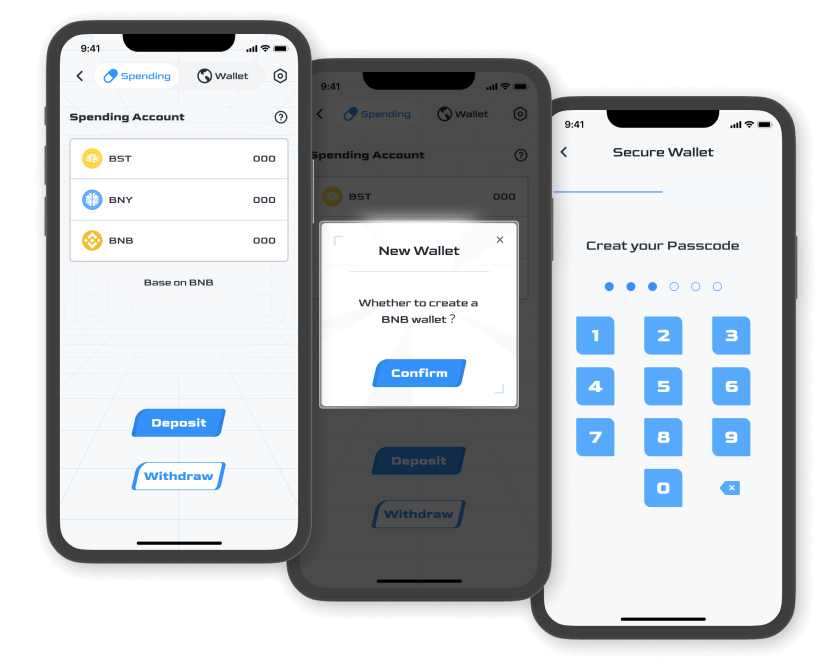 9:41
Spending
Wallet
Spending Account
?
BST 000
BNY 000
BNB 000
Base on BNB
Deposit
Withdraw
9:41
Spending
Wallet
Spending Account
?
BST 000
New Wallet
Whether to create a
BNB wallet？
Confirm
Deposit
Withdraw
9:41
Secure Wallet
Creat your Passcode
1 2 3
4 5 6
7 8 9
0